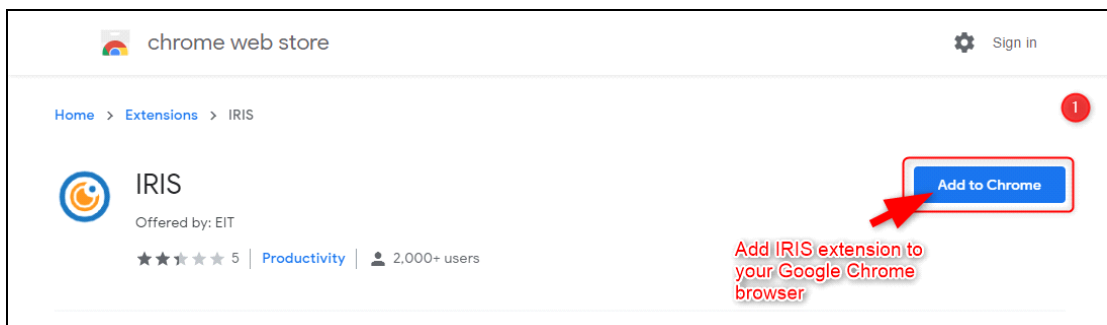 chrome web store
Sign in
Home > Extensions > IRIS
1
IRIS
Add to Chrome
Offered by: EIT
5 | Productivity | 2,000+ users
Add IRIS extension to
your Google Chrome
browser